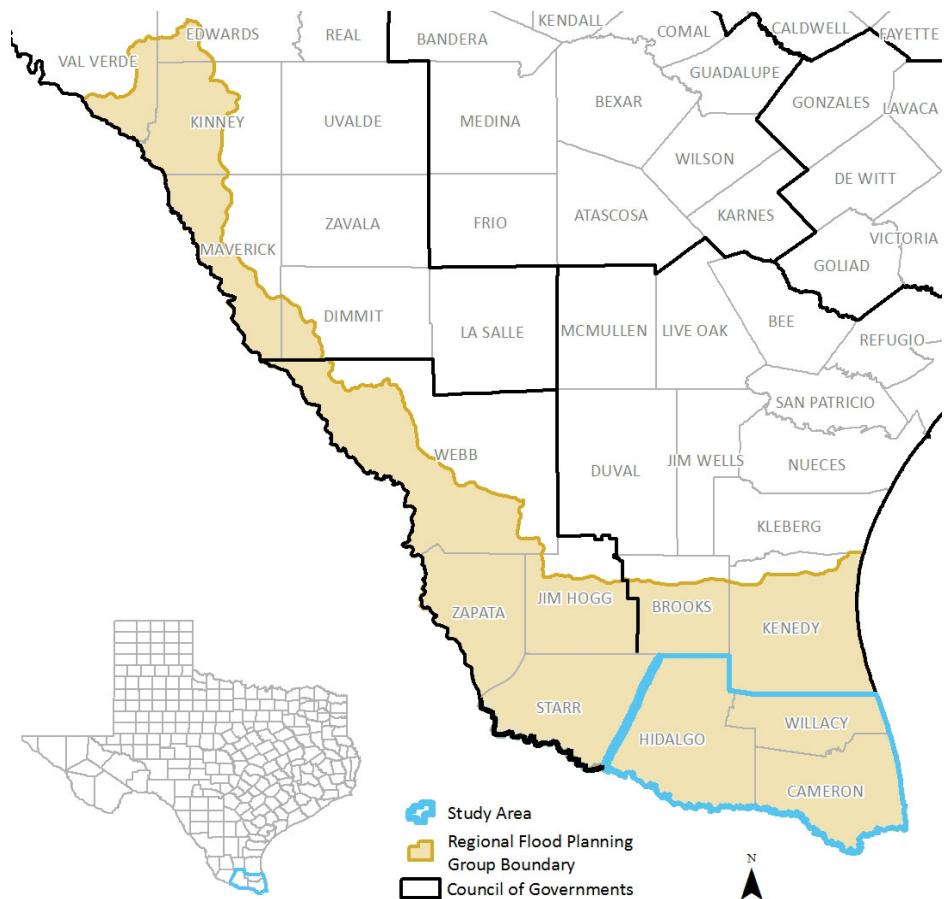 KENDALL
COMAL
CALDWELL
FAYETTE
EDWARDS
REAL
BANDERA
VAL VERDE
GUADALUPE
BEXAR
GONZALES
LAVACA
KINNEY
UVALDE
MEDINA
WILSON
DE WITT
ZAVALA
FRIO
ATASCOSA
KARNES
MAVERICK
VICTORIA
GOLIAD
DIMMIT
LA SALLE
MCMULLEN
LIVE OAK
BEE
REFUGIO
SAN PATRICIO
WEBB
DUVAL
JIM WELLS
NUECES
KLEBERG
ZAPATA
JIM HOGG
BROOKS
KENEDY
STARR
HIDALGO
WILLACY
CAMERON
Study Area
Regional Flood Planning
Group Boundary
Council of Governments
N